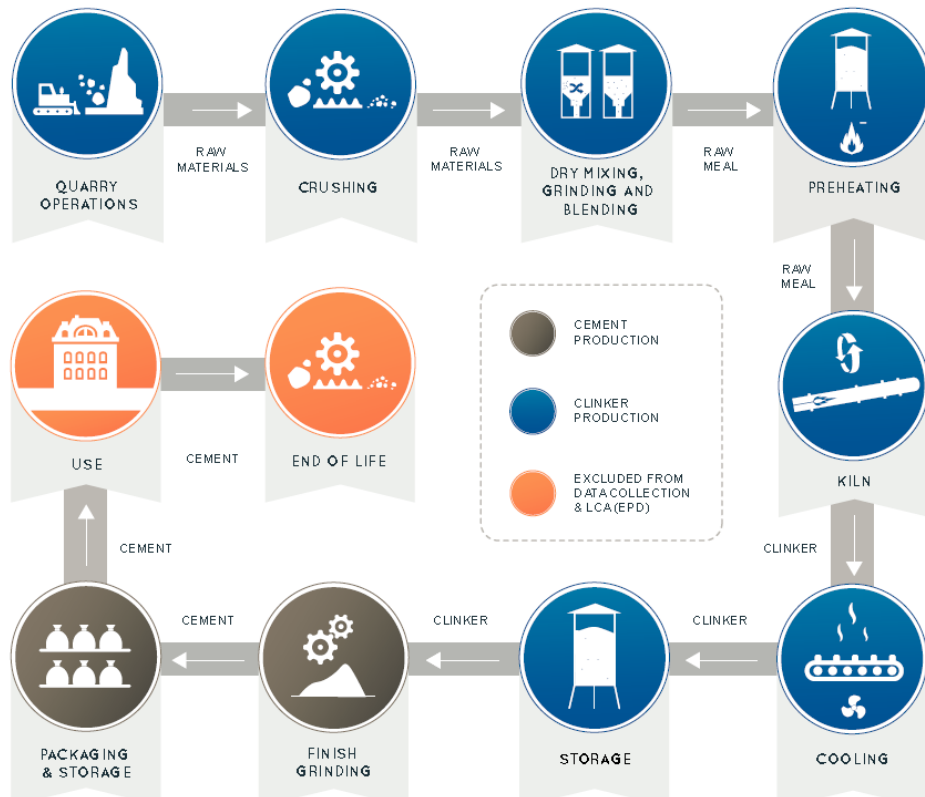 RAW
MATERIALS
RAW
MATERIALS
RAW
MEAL
QUARRY
OPERATIONS
CRUSHING
DRY MIXING,
GRINDING AND
BLENDING
PREHEATING
RAW
MEAL
CEMENT
PRODUCTION
CLINKER
PRODUCTION
EXCLUDED FROM
DATA COLLECTION
& LCA (EPD)
USE
CEMENT
END OF LIFE
KILN
CEMENT
CLINKER
CEMENT
CLINKER
CLINKER
PACKAGING
& STORAGE
FINISH
GRINDING
STORAGE
COOLING